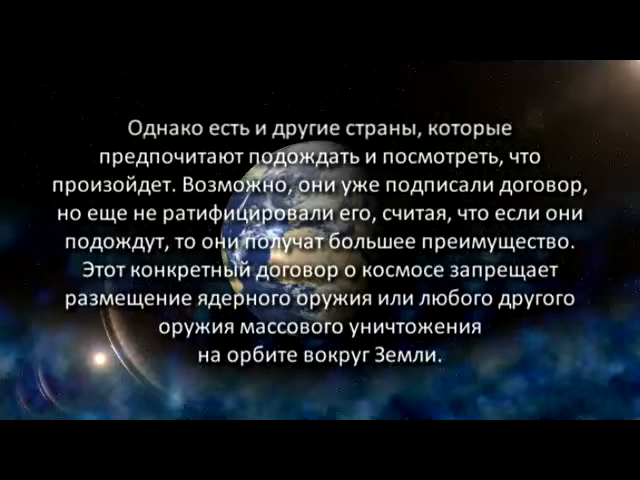 Однако есть и другие страны, которые
предпочитают подождать и посмотреть, что
произойдет. Возможно, они уже подписали договор,
но еще не ратифицировали его, считая, что если они
подождут, то они получат большее преимущество.
Этот конкретный договор о космосе запрещает
размещение ядерного оружия или любого другого
оружия массового уничтожения
на орбите вокруг Земли.